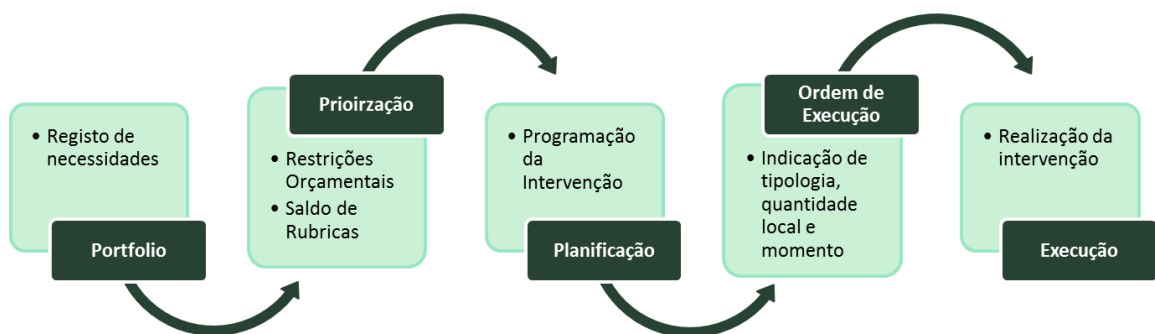 • Registo de
necessidades
Portfolio
Prioirzação
• Restrições
Orçamentais
• Saldo de
Rubricas
• Programação
da
Intervenção
Planificação
Ordem de
Execução
• Indicação de
tipologia,
quantidade
local e
momento
• Realização da
intervenção
Execução